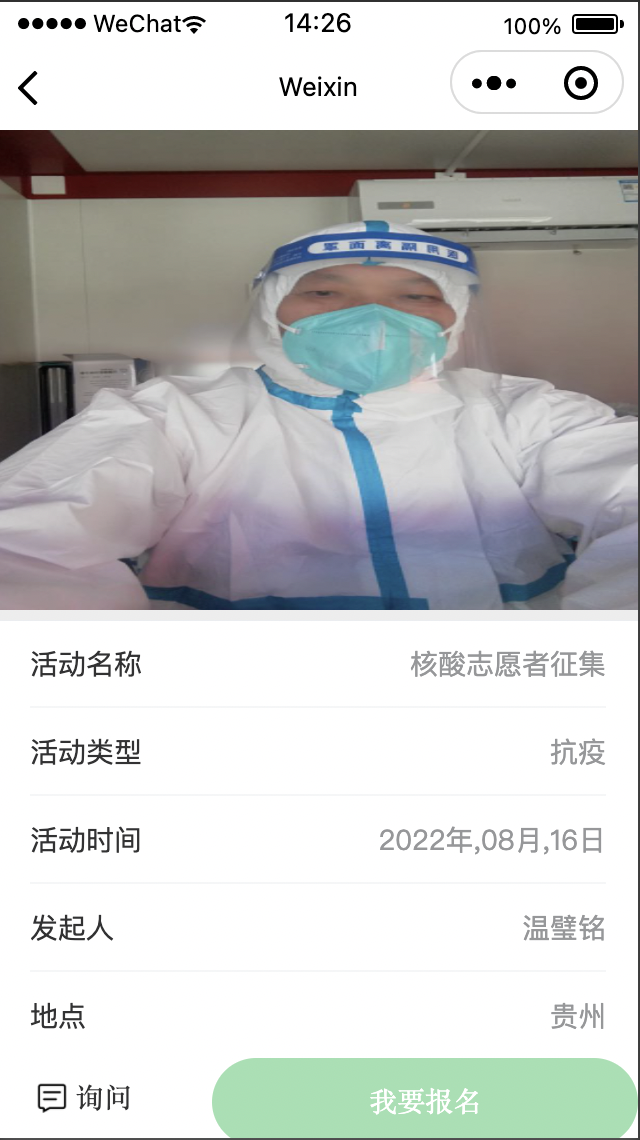 WeChat 14:26 100%
Weixin
活动名称 核酸志愿者征集
活动类型 抗疫
活动时间 2022年,08月,16日
发起人 温璧铭
地点 贵州
询问 我要报名